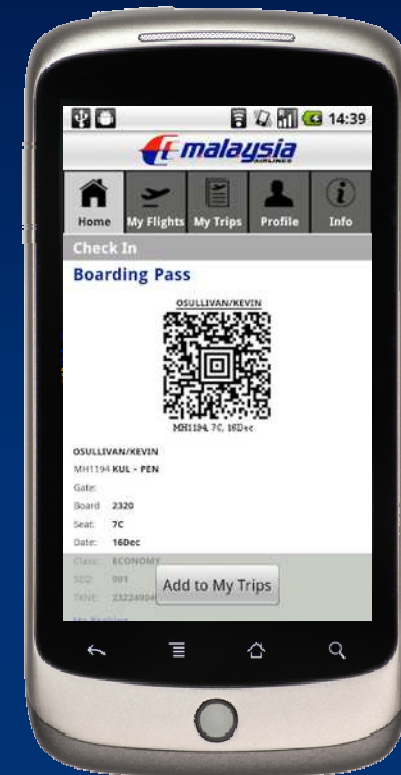 14:39
malaysia
AIRLINES
Home My Flights My Trips Profile Info
Check In
Boarding Pass
OSULLIVAN/KEVIN
MH1194, 7C, 16Dec
OSULLIVAN/KEVIN
MH1194 KUL - PEN
Gate:
Board 2320
Seat: 7C
Date: 16Dec
Class: ECONOMY
SEQ: 001
TKNE:
Add to My Trips